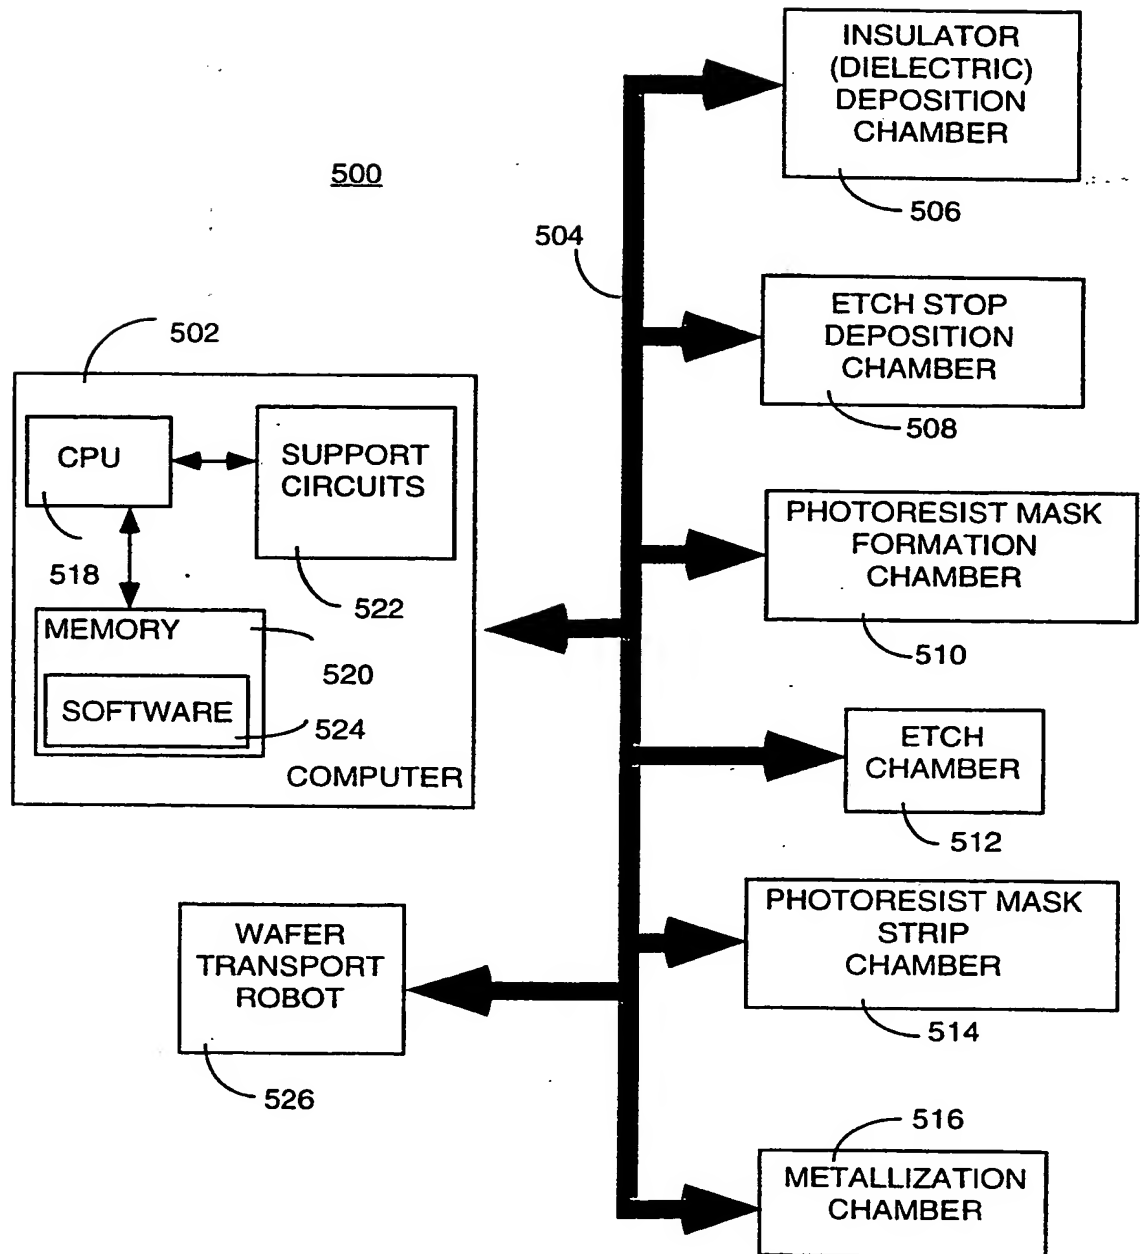 INSULATOR
(DIELECTRIC)
DEPOSITION
CHAMBER
506
500
504
ETCH STOP
DEPOSITION
CHAMBER
508
502
CPU
518
SUPPORT
CIRCUITS
522
MEMORY
520
SOFTWARE
524
COMPUTER
PHOTORESIST MASK
FORMATION
CHAMBER
510
ETCH
CHAMBER
512
PHOTORESIST MASK
STRIP
CHAMBER
514
WAFER
TRANSPORT
ROBOT
526
516
METALLIZATION
CHAMBER